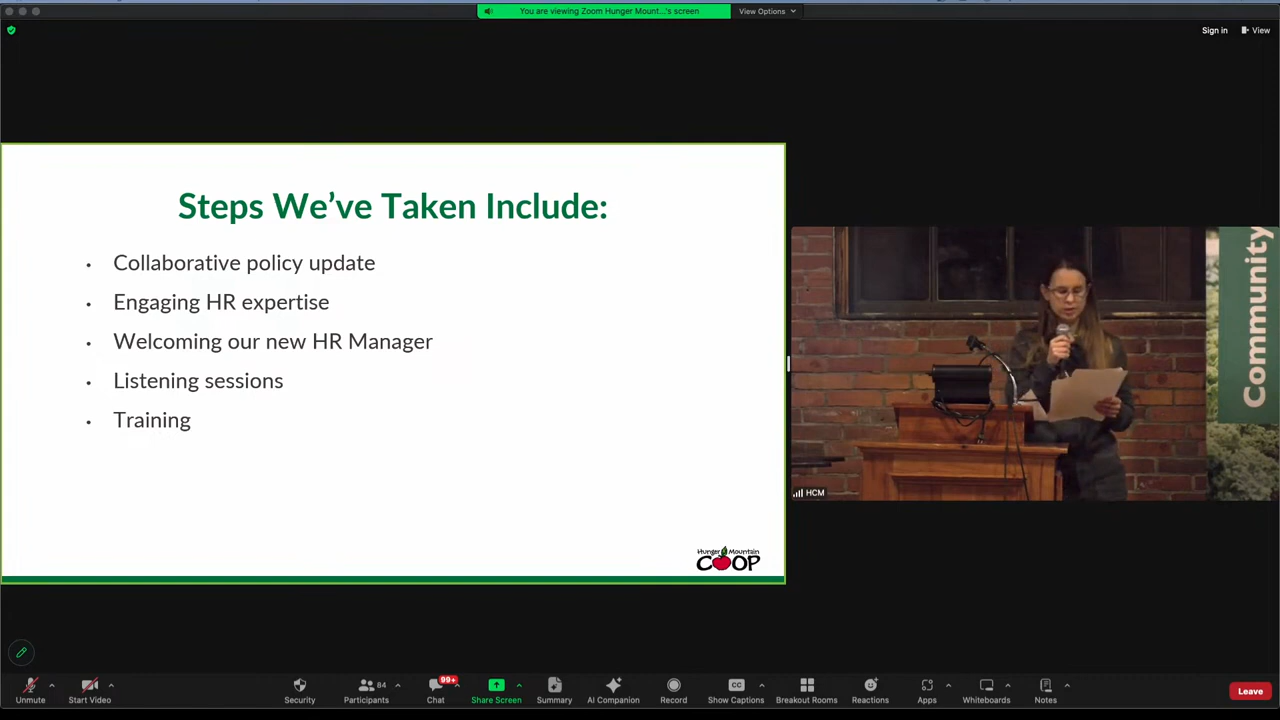 You are viewing Zoom Hunger Mount...'s screen
View Options
Sign in
View
Steps We've Taken Include:
• Collaborative policy update
• Engaging HR expertise
• Welcoming our new HR Manager
• Listening sessions
• Training
Hunger Mountain
COOP
Community
HCM
Unmute
Start Video
Security
84
Participants
99+
Chat
Share Screen
Summary
AI Companion
Record
CC
Show Captions
Breakout Rooms
Reactions
Apps
Whiteboards
Notes
Leave